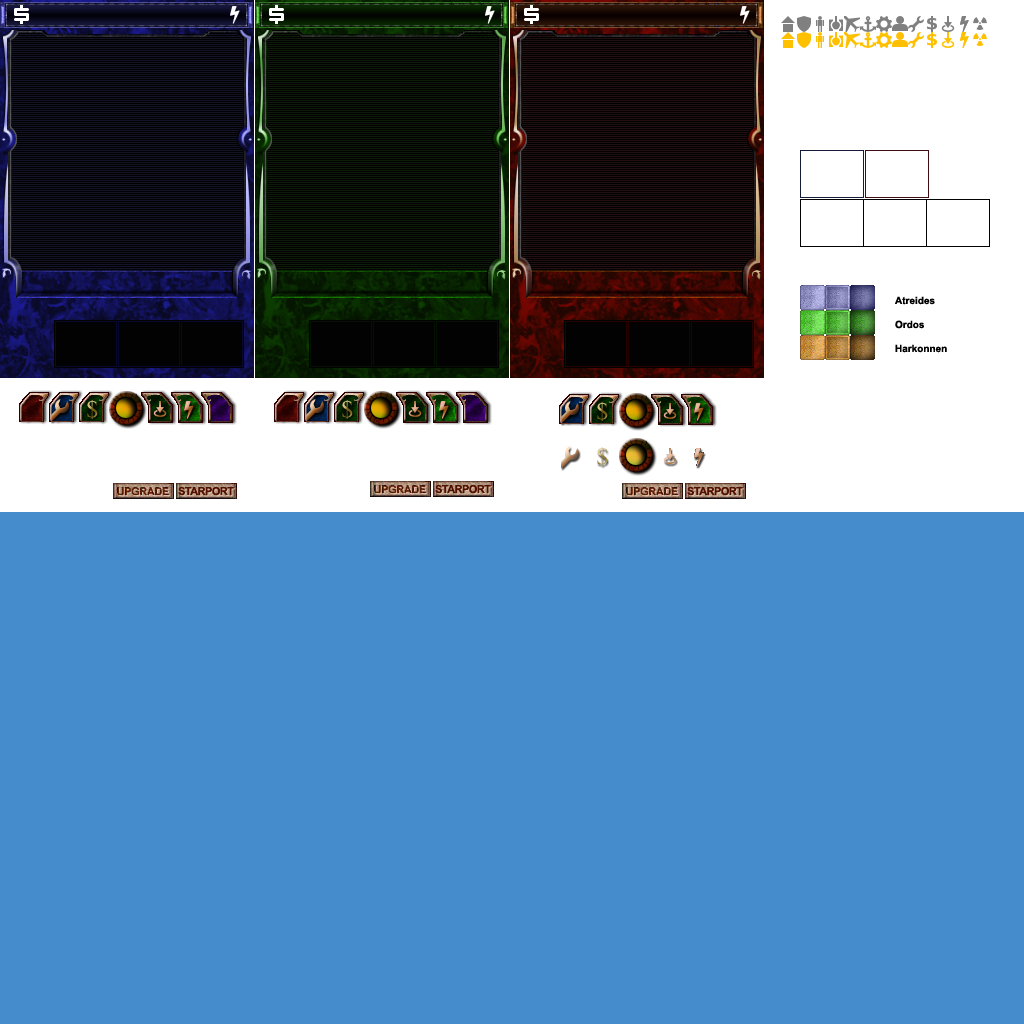 $ $ $
Atreides
Ordos
Harkonnen
UPGRADE STARPORT
UPGRADE STARPORT
UPGRADE STARPORT